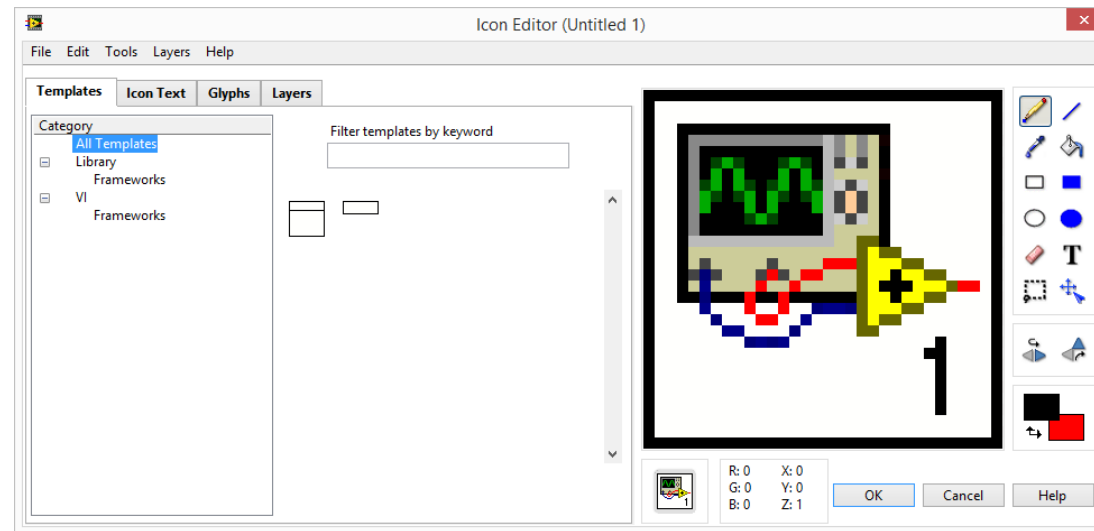 Icon Editor (Untitled 1)
File Edit Tools Layers Help
Templates Icon Text Glyphs Layers
Category
All Templates
Library
Frameworks
VI
Frameworks
Filter templates by keyword
1
T
1
R: 0 X: 0
G: 0 Y: 0
B: 0 Z: 1
OK Cancel Help